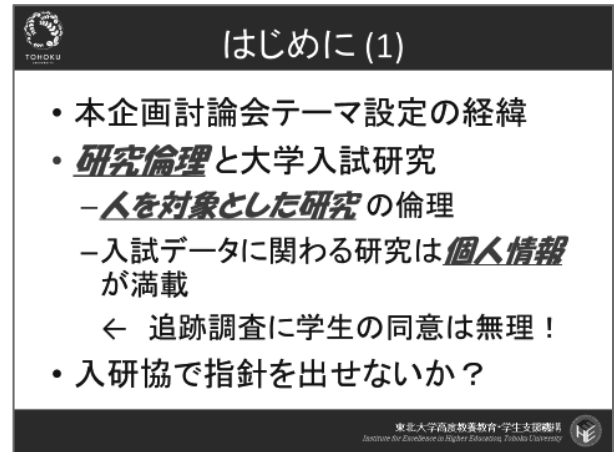 TOHOKU
UNIVERSITY
はじめに (1)
• 本企画討論会テーマ設定の経緯
• 研究倫理と大学入試研究
–人を対象とした研究 の倫理
–入試データに関わる研究は個人情報
が満載
← 追跡調査に学生の同意は無理！
• 入研協で指針を出せないか？
東北大学高度教養教育・学生支援機構
Institute for Excellence in Higher Education, Tohoku University